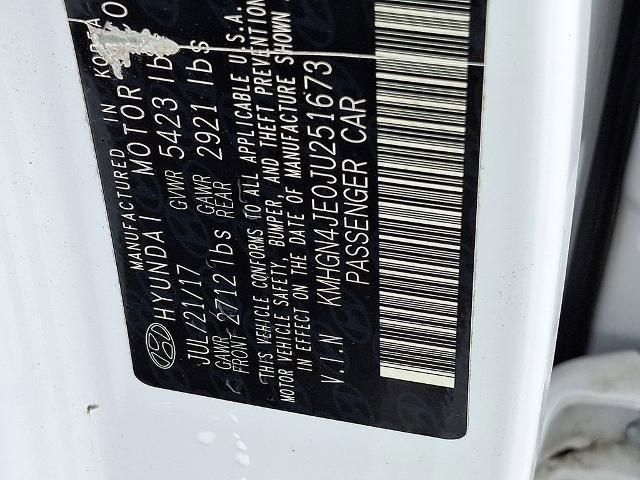 MANUFACTURED IN KOREA
HYUNDAI MOTOR CO
JUL/21/17 GVWR 5423 lbs
GAWR FRONT 2712 lbs GAWR REAR 2921 lbs
THIS VEHICLE CONFORMS TO ALL APPLICABLE U.S.A.
MOTOR VEHICLE SAFETY, BUMPER, AND THEFT PREVENTION
IN EFFECT ON THE DATE OF MANUFACTURE SHOWN
V.I.N KMHGN4JE0JU251673
PASSENGER CAR